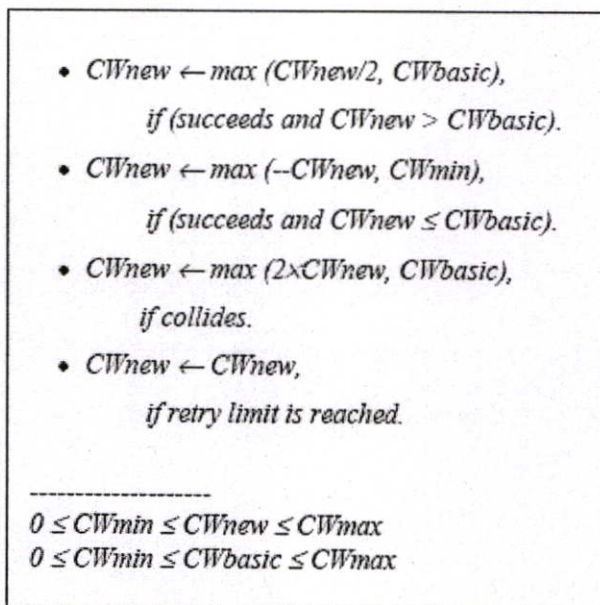 • CWnew ← max (CWnew/2, CWbasic),
if (succeeds and CWnew > CWbasic).
• CWnew ← max (--CWnew, CWmin),
if (succeeds and CWnew ≤ CWbasic).
• CWnew ← max (2×CWnew, CWbasic),
if collides.
• CWnew ← CWnew,
if retry limit is reached.
--------------------
0 ≤ CWmin ≤ CWnew ≤ CWmax
0 ≤ CWmin ≤ CWbasic ≤ CWmax